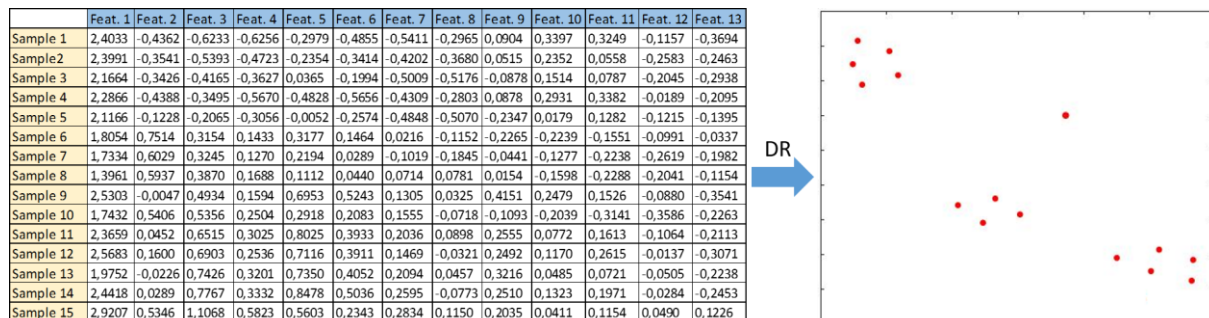 Feat. 1 Feat. 2 Feat. 3 Feat. 4 Feat. 5 Feat. 6 Feat. 7 Feat. 8 Feat. 9 Feat. 10 Feat. 11 Feat. 12 Feat. 13
Sample 1 2,4033 -0,4362 -0,6233 -0,6256 -0,2979 -0,4855 -0,5411 -0,2965 0,0904 0,3397 0,3249 -0,1157 -0,3694
Sample2 2,3991 -0,3541 -0,5393 -0,4723 -0,2354 -0,3414 -0,4202 -0,3680 0,0515 0,2352 0,0558 -0,2583 -0,2463
Sample 3 2,1664 -0,3426 -0,4165 -0,3627 0,0365 -0,1994 -0,5009 -0,5176 -0,0878 0,1514 0,0787 -0,2045 -0,2938
Sample 4 2,2866 -0,4388 -0,3495 -0,5670 -0,4828 -0,5656 -0,4309 -0,2803 0,0878 0,2931 0,3382 -0,0189 -0,2095
Sample 5 2,1166 -0,1228 -0,2065 -0,3056 -0,0052 -0,2574 -0,4848 -0,5070 -0,2347 0,0179 0,1282 -0,1215 -0,1395
Sample 6 1,8054 0,7514 0,3154 0,1433 0,3177 0,1464 0,0216 -0,1152 -0,2265 -0,2239 -0,1551 -0,0991 -0,0337
Sample 7 1,7334 0,6029 0,3245 0,1270 0,2194 0,0289 -0,1019 -0,1845 -0,0441 -0,1277 -0,2238 -0,2619 -0,1982
Sample 8 1,3961 0,5937 0,3870 0,1688 0,1112 0,0440 0,0714 0,0781 0,0154 -0,1598 -0,2288 -0,2041 -0,1154
Sample 9 2,5303 -0,0047 0,4934 0,1594 0,6953 0,5243 0,1305 0,0325 0,4151 0,2479 0,1526 -0,0880 -0,3541
Sample 10 1,7432 0,5406 0,5356 0,2504 0,2918 0,2083 0,1555 -0,0718 -0,1093 -0,2039 -0,3141 -0,3586 -0,2263
Sample 11 2,3659 0,0452 0,6515 0,3025 0,8025 0,3933 0,2036 0,0898 0,2555 0,0772 0,1613 -0,1064 -0,2113
Sample 12 2,5683 0,1600 0,6903 0,2536 0,7116 0,3911 0,1469 -0,0321 0,2492 0,1170 0,2615 -0,0137 -0,3071
Sample 13 1,9752 -0,0226 0,7426 0,3201 0,7350 0,4052 0,2094 0,0457 0,3216 0,0485 0,0721 -0,0505 -0,2238
Sample 14 2,4418 0,0289 0,7767 0,3332 0,8478 0,5036 0,2595 -0,0773 0,2510 0,1323 0,1971 -0,0284 -0,2453
Sample 15 2,9207 0,5346 1,1068 0,5823 0,5603 0,2343 0,2834 0,1150 0,2035 0,0411 0,1154 0,0490 0,1226
DR